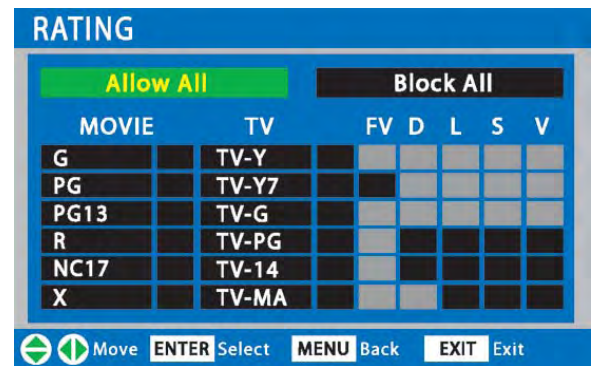 RATING
Allow All Block All
MOVIE TV FV D L S V
G TV-Y
PG TV-Y7
PG13 TV-G
R TV-PG
NC17 TV-14
X TV-MA
Move ENTER Select MENU Back EXIT Exit